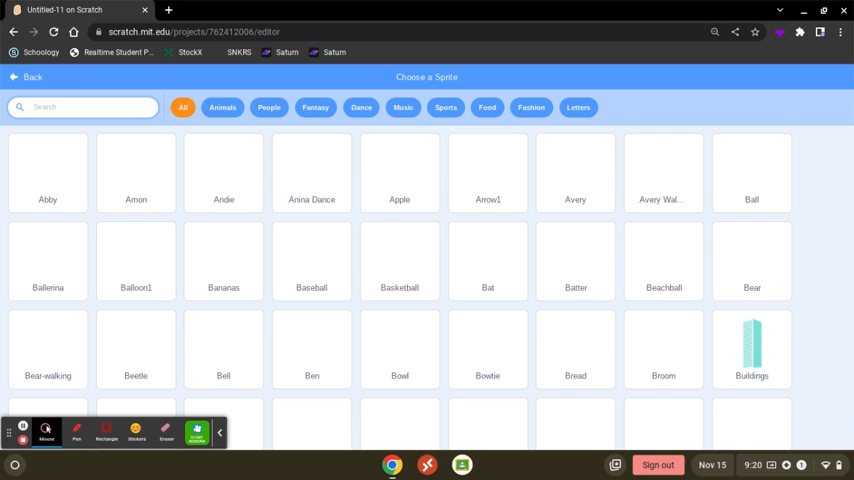 Untitled-11 on Scratch
scratch.mit.edu/projects/762412006/editor
Schoology Realtime Student P... StockX SNKRS Saturn Saturn
Back Choose a Sprite
Search All Animals People Fantasy Dance Music Sports Food Fashion Letters
Abby Amon Andie Anina Dance Apple Arrow1 Avery Avery Wal... Ball
Ballerina Balloon1 Bananas Baseball Basketball Bat Batter Beachball Bear
Bear-walking Beetle Bell Ben Bowl Bowtie Bread Broom Buildings
Mouse Pen Rectangle Stickers Eraser START WEBCAM
Sign out Nov 15 9:20 1